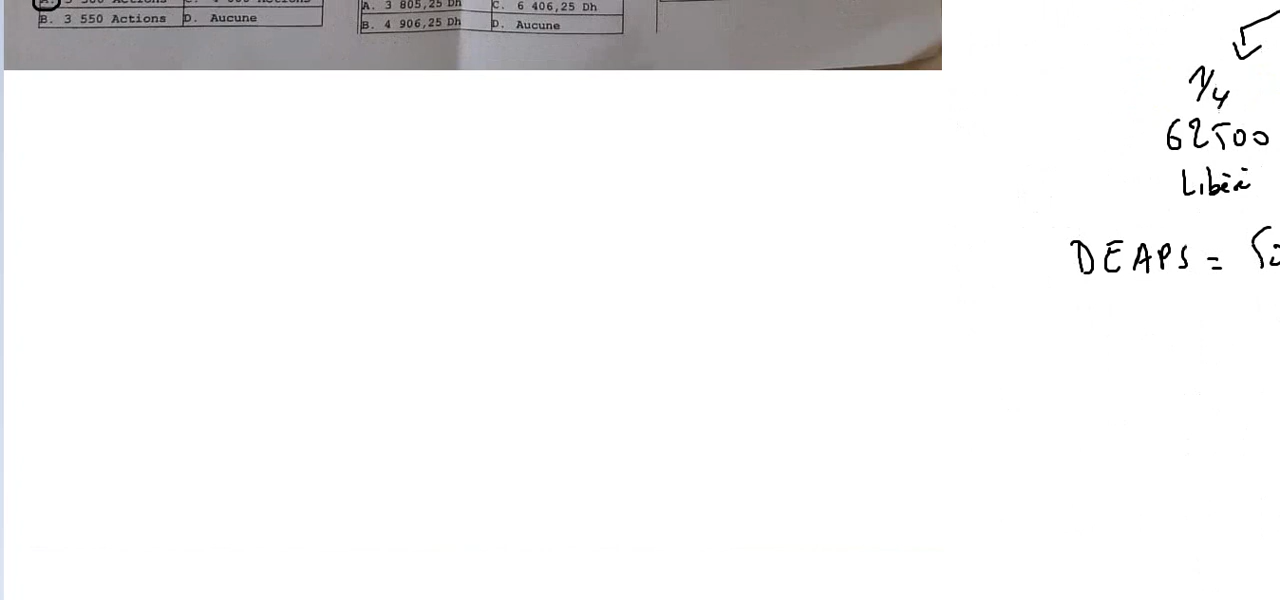 B. 3 550 Actions D. Aucune
A. 3 805,25 Dh C. 6 406,25 Dh
B. 4 906,25 Dh D. Aucune
1/4
62500
Libéré
DEAPS =